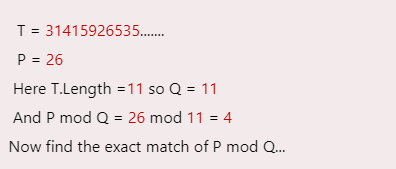 T = 31415926535.......
P = 26
Here T.Length =11 so Q = 11
And P mod Q = 26 mod 11 = 4
Now find the exact match of P mod Q...